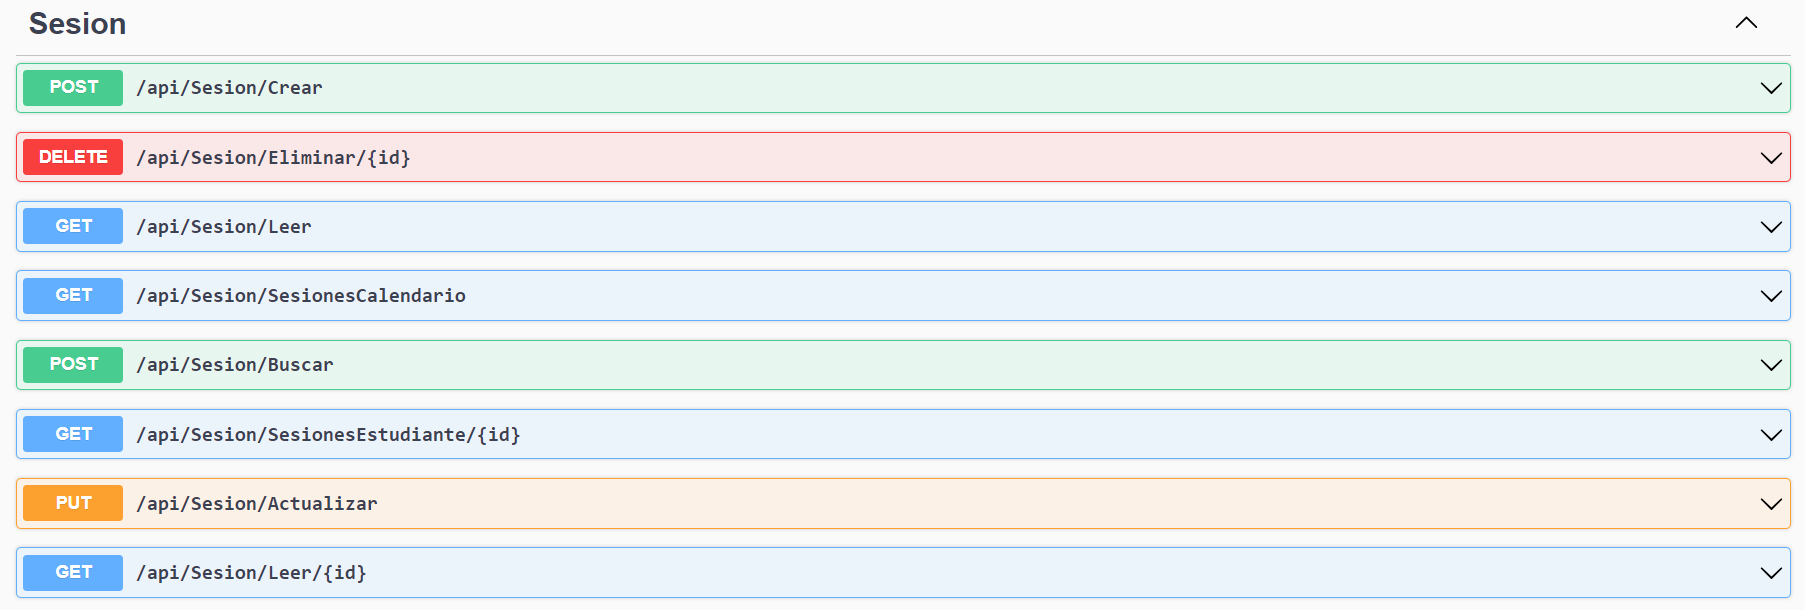 Sesion
POST /api/Sesion/Crear
DELETE /api/Sesion/Eliminar/{id}
GET /api/Sesion/Leer
GET /api/Sesion/SesionesCalendario
POST /api/Sesion/Buscar
GET /api/Sesion/SesionesEstudiante/{id}
PUT /api/Sesion/Actualizar
GET /api/Sesion/Leer/{id}